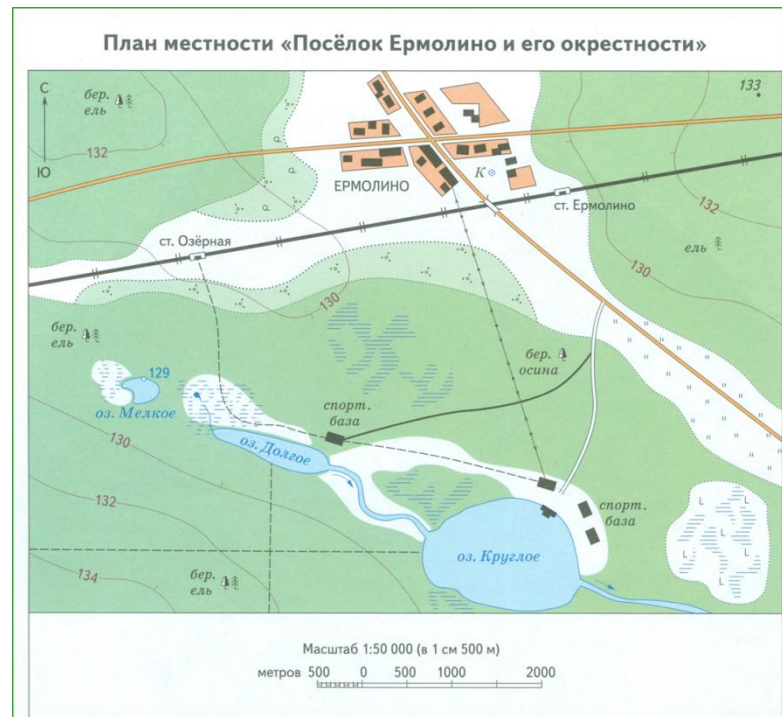 План местности «Посёлок Ермолино и его окрестности»
С
Ю
бер.
ель
132
133
К
ЕРМОЛИНО
ст. Ермолино
132
ст. Озёрная
ель
130
130
бер.
ель
129
оз. Мелкое
бер.
осина
спорт.
база
130
оз. Долгое
132
спорт.
база
L
L
L
L
L
L
134
бер.
ель
оз. Круглое
Масштаб 1:50 000 (в 1 см 500 м)
метров 500 0 500 1000 2000